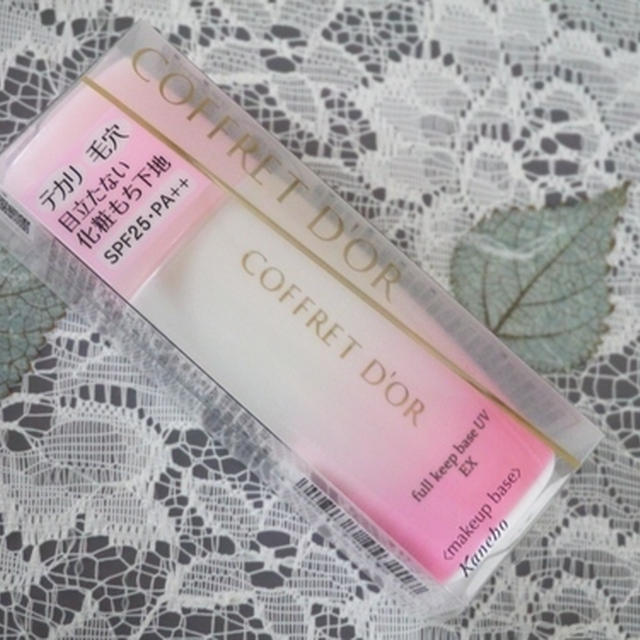 COFFRET D'OR
テカリ 毛穴
目立たない
化粧もち下地
SPF25・PA++
COFFRET D'OR
full keep base UV
EX
〈makeup base〉
Kanebo